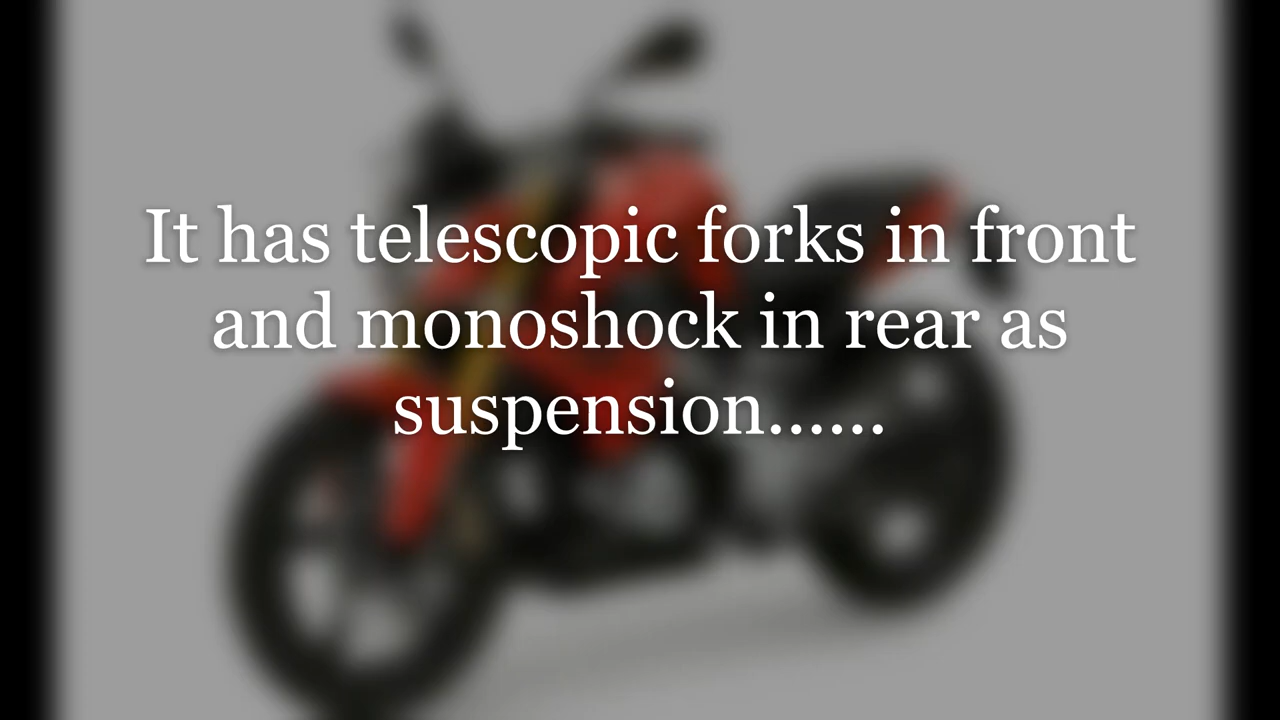 It has telescopic forks in front
and monoshock in rear as
suspension......